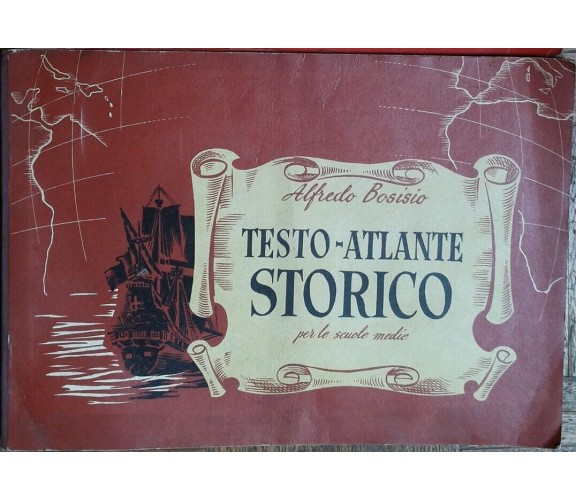 Alfredo Bosisio
TESTO-ATLANTE
STORICO
per le scuole medie